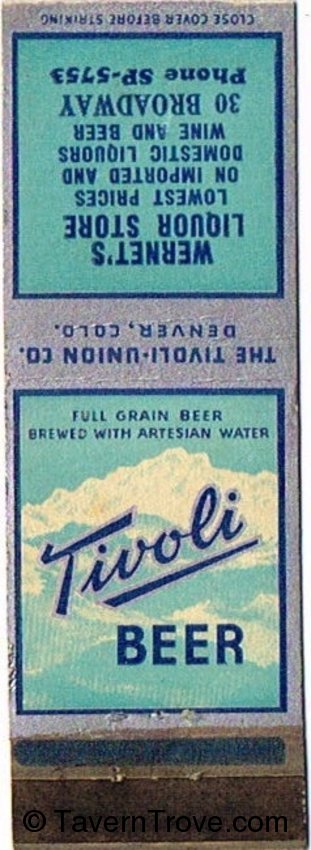 CLOSE COVER BEFORE STRIKING
WERNET'S
LIQUOR STORE
LOWEST PRICES
ON IMPORTED AND
DOMESTIC LIQUORS
WINE AND BEER
30 BROADWAY
Phone SP-5753
THE TIVOLI-UNION CO.
DENVER, COLO.
FULL GRAIN BEER
BREWED WITH ARTESIAN WATER
Tivoli
BEER
© TavernTrove.com